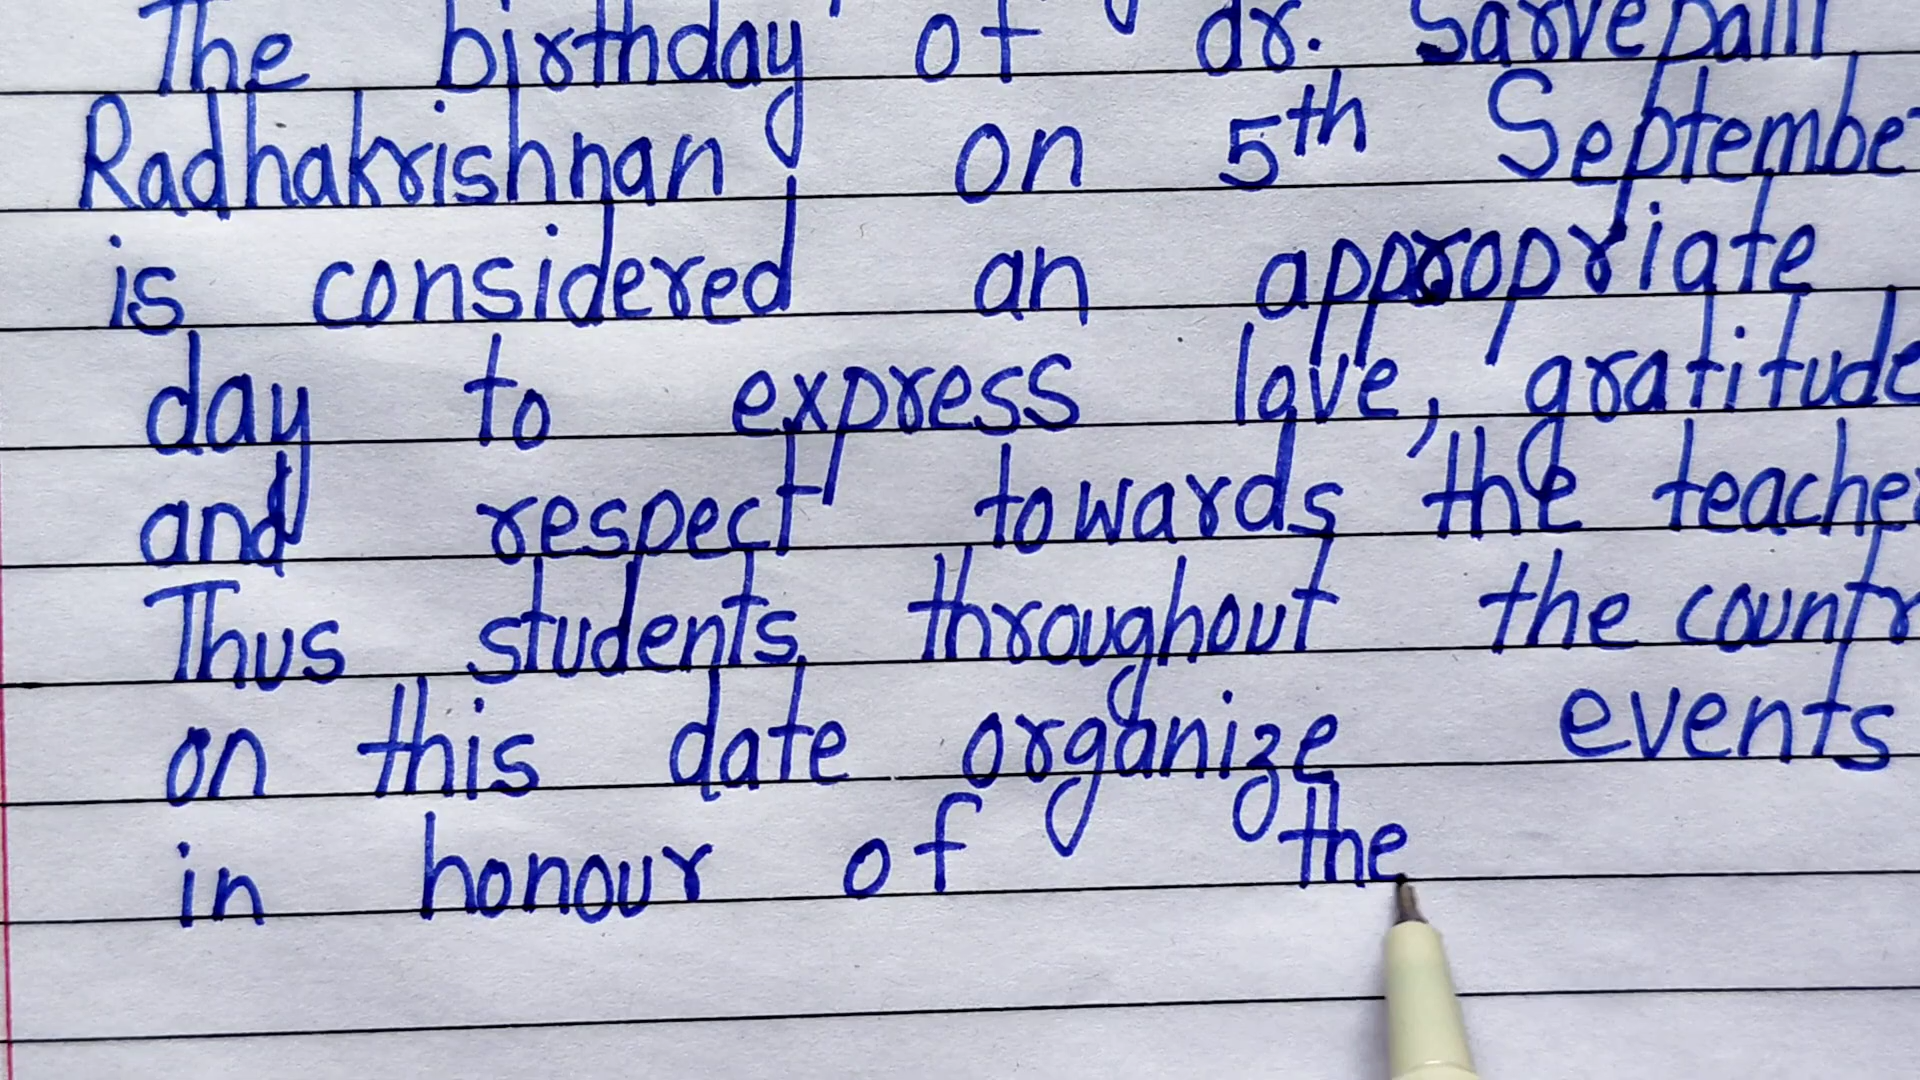 The birthday of dr. Sarvepalli
Radhakrishnan on 5th Septembe
is considered an appropriate
day to express love, gratitude
and respect towards the teache
Thus students throughout the countr
on this date organize events
in honour of the